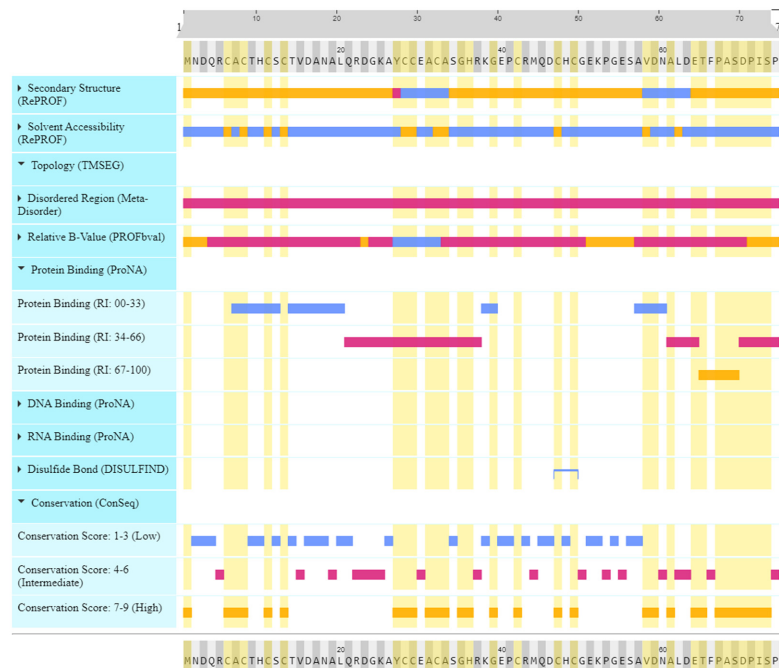 10 20 30 40 50 60 70
1
20 40 60
MNDQRCACTHCSCTVDANALQRDGKAYCCEACASGHRKGEPCRMQDCHCGEKPGESAVDNALDETFPASDPISP
Secondary Structure
(RePROF)
Solvent Accessibility
(RePROF)
Topology (TMSEG)
Disordered Region (Meta-
Disorder)
Relative B-Value (PROFbval)
Protein Binding (ProNA)
Protein Binding (RI: 00-33)
Protein Binding (RI: 34-66)
Protein Binding (RI: 67-100)
DNA Binding (ProNA)
RNA Binding (ProNA)
Disulfide Bond (DISULFIND)
Conservation (ConSeq)
Conservation Score: 1-3 (Low)
Conservation Score: 4-6
(Intermediate)
Conservation Score: 7-9 (High)
20 40 60
MNDQRCACTHCSCTVDANALQRDGKAYCCEACASGHRKGEPCRMQDCHCGEKPGESAVDNALDETFPASDPISP